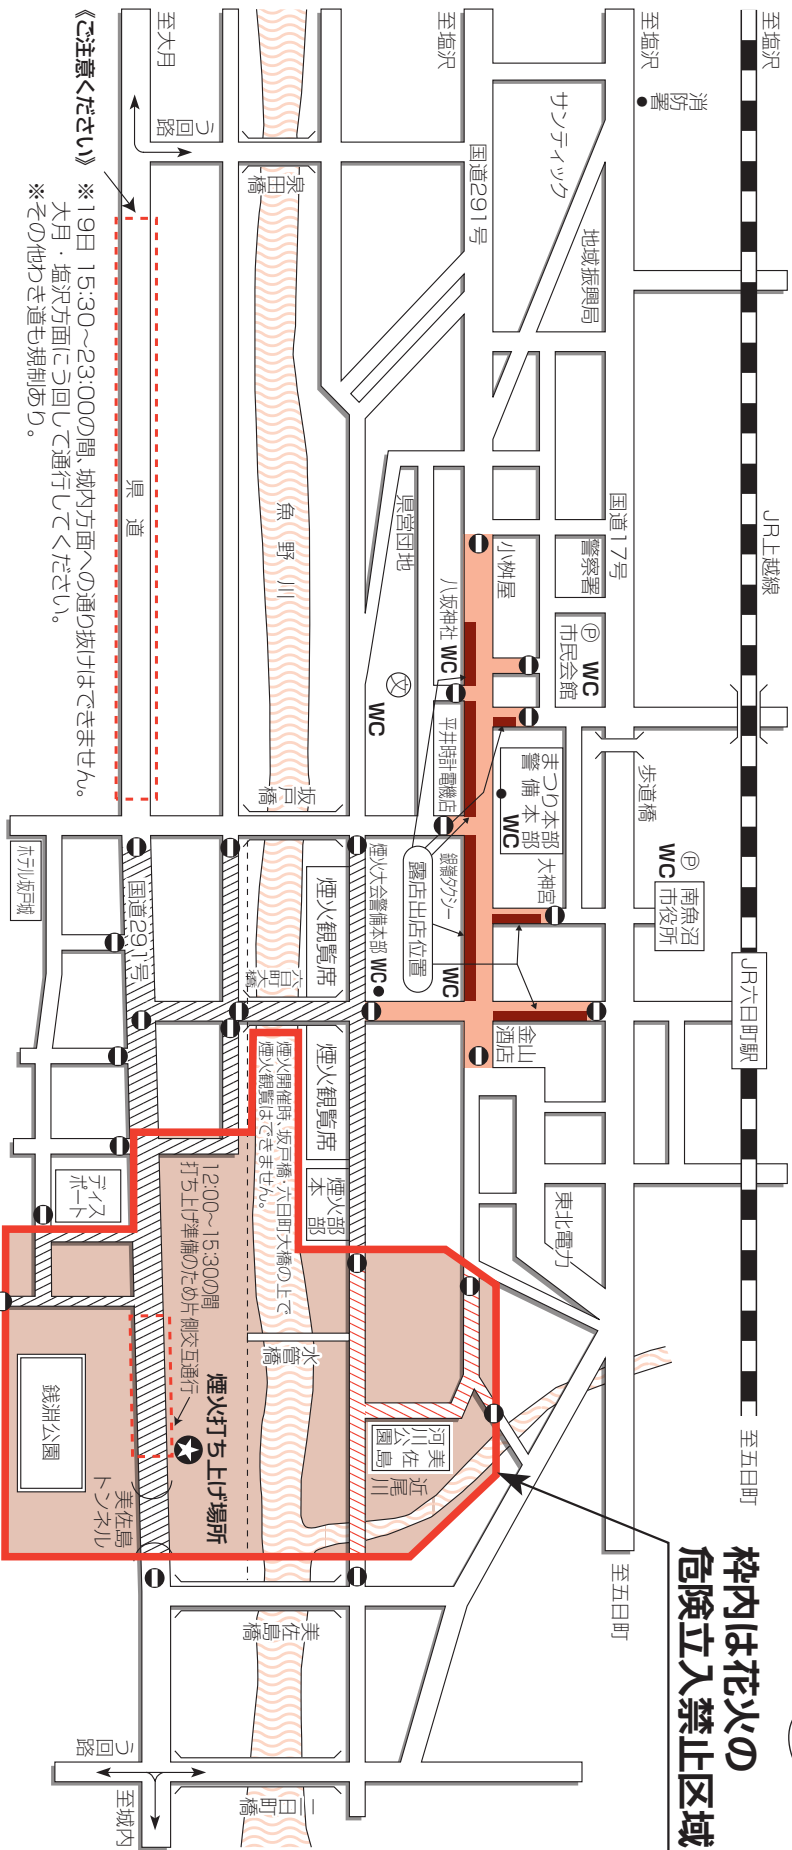 枠内は花火の
危険立入禁止区域
至塩沢
JR上越線
JR六日町駅
至五日町
消防署
至塩沢
国道17号
歩道橋
Ⓟ
WC
南魚沼
市役所
至五日町
サンティック
地域振興局
警察署
Ⓟ WC
市民会館
まつり本部
警備本部
WC
大神宮
金山
酒店
東北電力
至塩沢
国道291号
小桝屋
八坂神社 WC
平井時計電機店
銀嶺タクシー
WC
露店出店位置
県営団地
文
WC
煙火大会警備本部 WC
河川公園
美佐島
近尾川
泉田橋
魚野川
坂戸橋
煙火観覧席
六日町大橋
煙火観覧席
煙火本部
煙火開催時、坂戸橋・六日町大橋の上で
煙火観覧はできません。
水管橋
美佐島橋
二日町橋
う回路
至大月
県道
国道291号
12:00〜15:30の間
打ち上げ準備のため片側交互通行
煙火打ち上げ場所
美佐島
トンネル
う回路
至城内
ホテル坂戸城
ディスポート
銭淵公園
《ご注意ください》
※19日 15:30〜23:00の間、城内方面への通り抜けはできません。
大月・塩沢方面にう回して通行してください。
※その他わき道も規制あり。